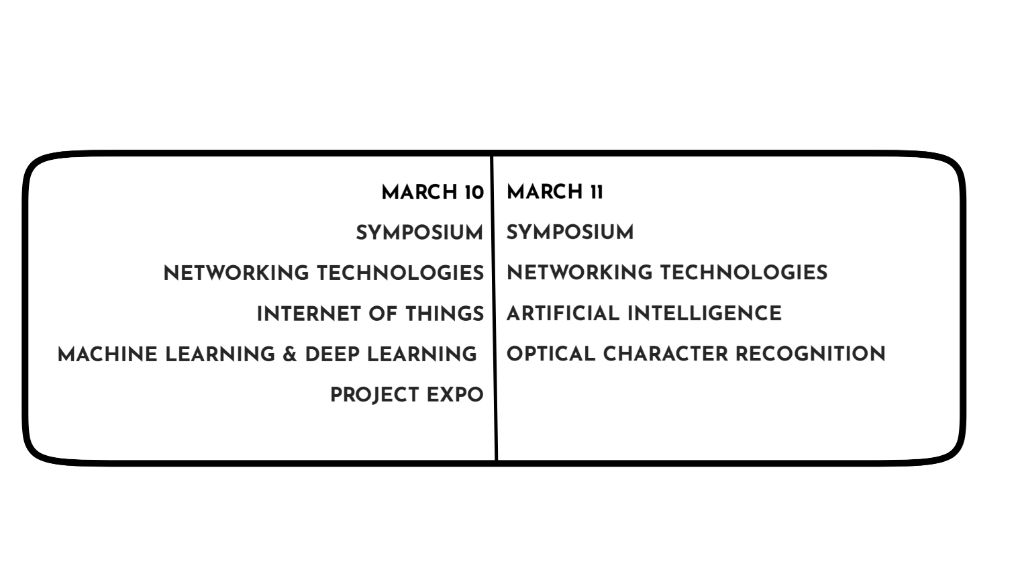 MARCH 10
SYMPOSIUM
NETWORKING TECHNOLOGIES
INTERNET OF THINGS
MACHINE LEARNING & DEEP LEARNING
PROJECT EXPO
MARCH 11
SYMPOSIUM
NETWORKING TECHNOLOGIES
ARTIFICIAL INTELLIGENCE
OPTICAL CHARACTER RECOGNITION